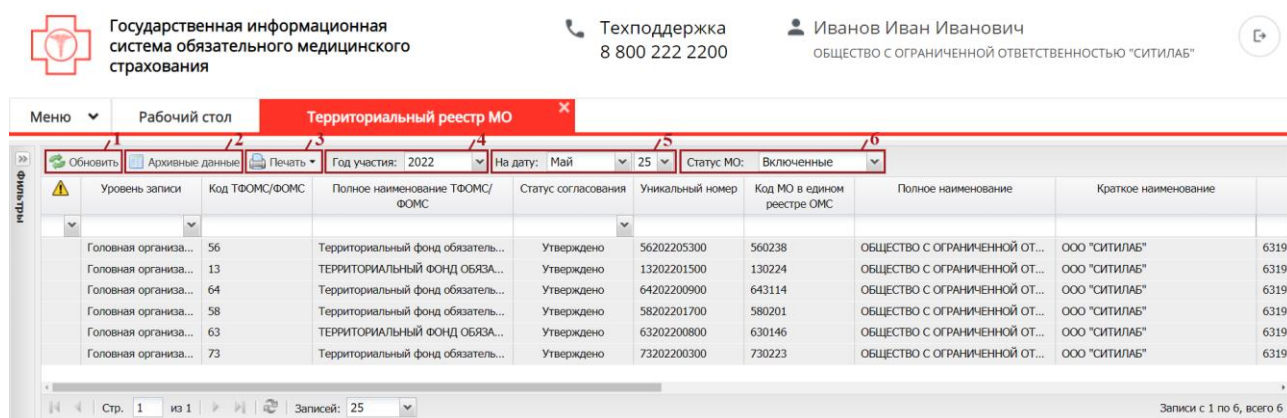 Государственная информационная
система обязательного медицинского
страхования
Техподдержка
8 800 222 2200
Иванов Иван Иванович
ОБЩЕСТВО С ОГРАНИЧЕННОЙ ОТВЕТСТВЕННОСТЬЮ "СИТИЛАБ"
Меню Рабочий стол Территориальный реестр МО ×
1 2 3 4 5 6
Фильтры
Обновить Архивные данные Печать Год участия: 2022 На дату: Май 25 Статус МО: Включенные
Уровень записи Код ТФОМС/ФОМС Полное наименование ТФОМС/ФОМС Статус согласования Уникальный номер Код МО в едином реестре ОМС Полное наименование Краткое наименование
Головная организа... 56 Территориальный фонд обязатель... Утверждено 56202205300 560238 ОБЩЕСТВО С ОГРАНИЧЕННОЙ ОТ... ООО "СИТИЛАБ" 6319
Головная организа... 13 ТЕРРИТОРИАЛЬНЫЙ ФОНД ОБЯЗА... Утверждено 13202201500 130224 ОБЩЕСТВО С ОГРАНИЧЕННОЙ ОТ... ООО "СИТИЛАБ" 6319
Головная организа... 64 Территориальный фонд обязатель... Утверждено 64202200900 643114 ОБЩЕСТВО С ОГРАНИЧЕННОЙ ОТ... ООО "СИТИЛАБ" 6319
Головная организа... 58 Территориальный фонд обязатель... Утверждено 58202201700 580201 ОБЩЕСТВО С ОГРАНИЧЕННОЙ ОТ... ООО "СИТИЛАБ" 6319
Головная организа... 63 ТЕРРИТОРИАЛЬНЫЙ ФОНД ОБЯЗА... Утверждено 63202200800 630146 ОБЩЕСТВО С ОГРАНИЧЕННОЙ ОТ... ООО "СИТИЛАБ" 6319
Головная организа... 73 Территориальный фонд обязатель... Утверждено 73202200300 730223 ОБЩЕСТВО С ОГРАНИЧЕННОЙ ОТ... ООО "СИТИЛАБ" 6319
Стр. 1 из 1 Записей: 25 Записи с 1 по 6, всего 6